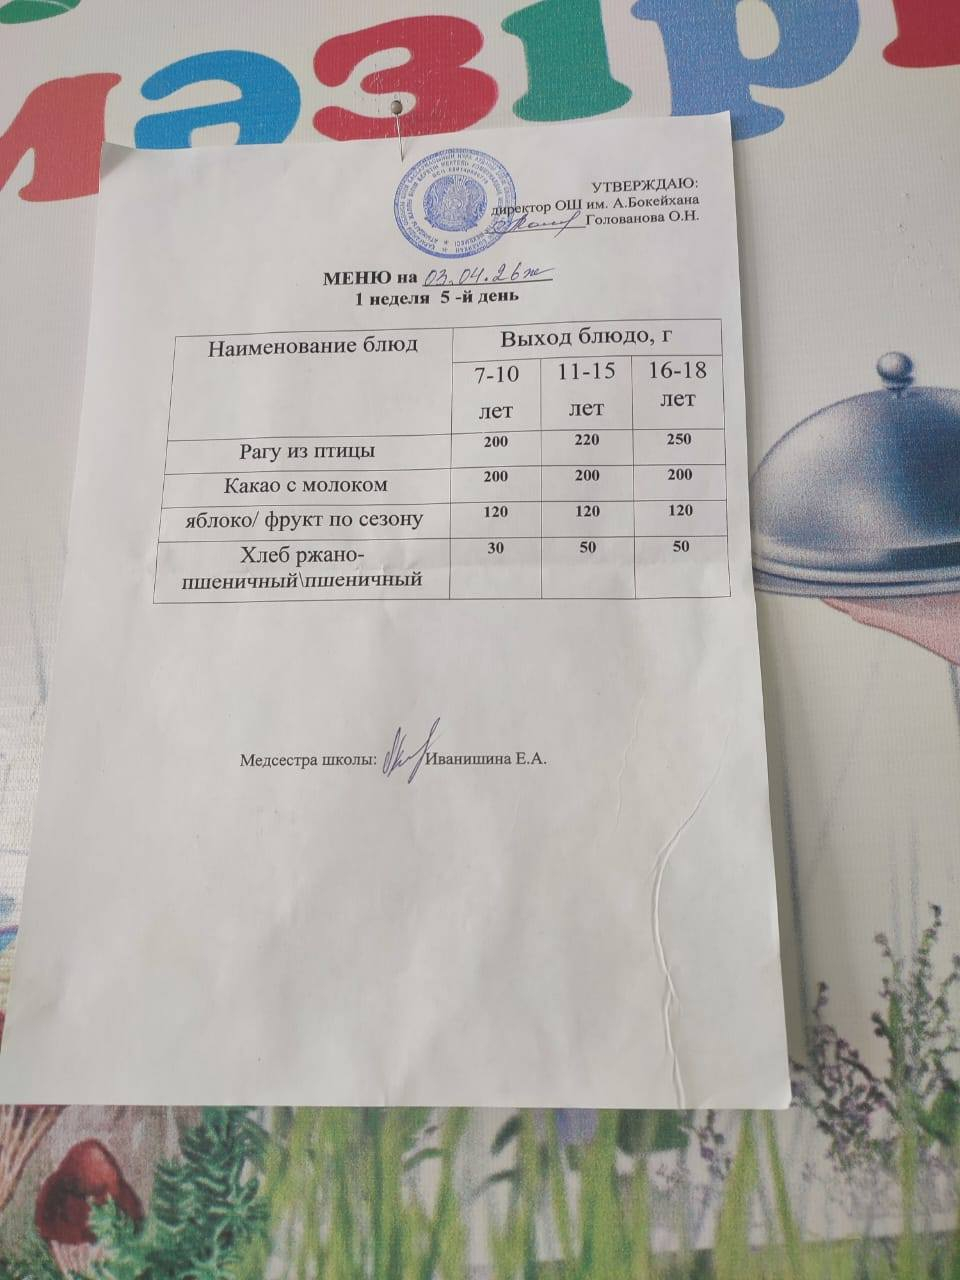 мәзірі
УТВЕРЖДАЮ:
директор ОШ им. А.Бокейхана
Голованова О.Н.
МЕНЮ на 03.04.26ж
1 неделя 5 -й день
Наименование блюд
Выход блюдо, г
7-10 лет
11-15 лет
16-18 лет
Рагу из птицы 200 220 250
Какао с молоком 200 200 200
яблоко/ фрукт по сезону 120 120 120
Хлеб ржано- 30 50 50
пшеничный\пшеничный
Медсестра школы: Иванишина Е.А.